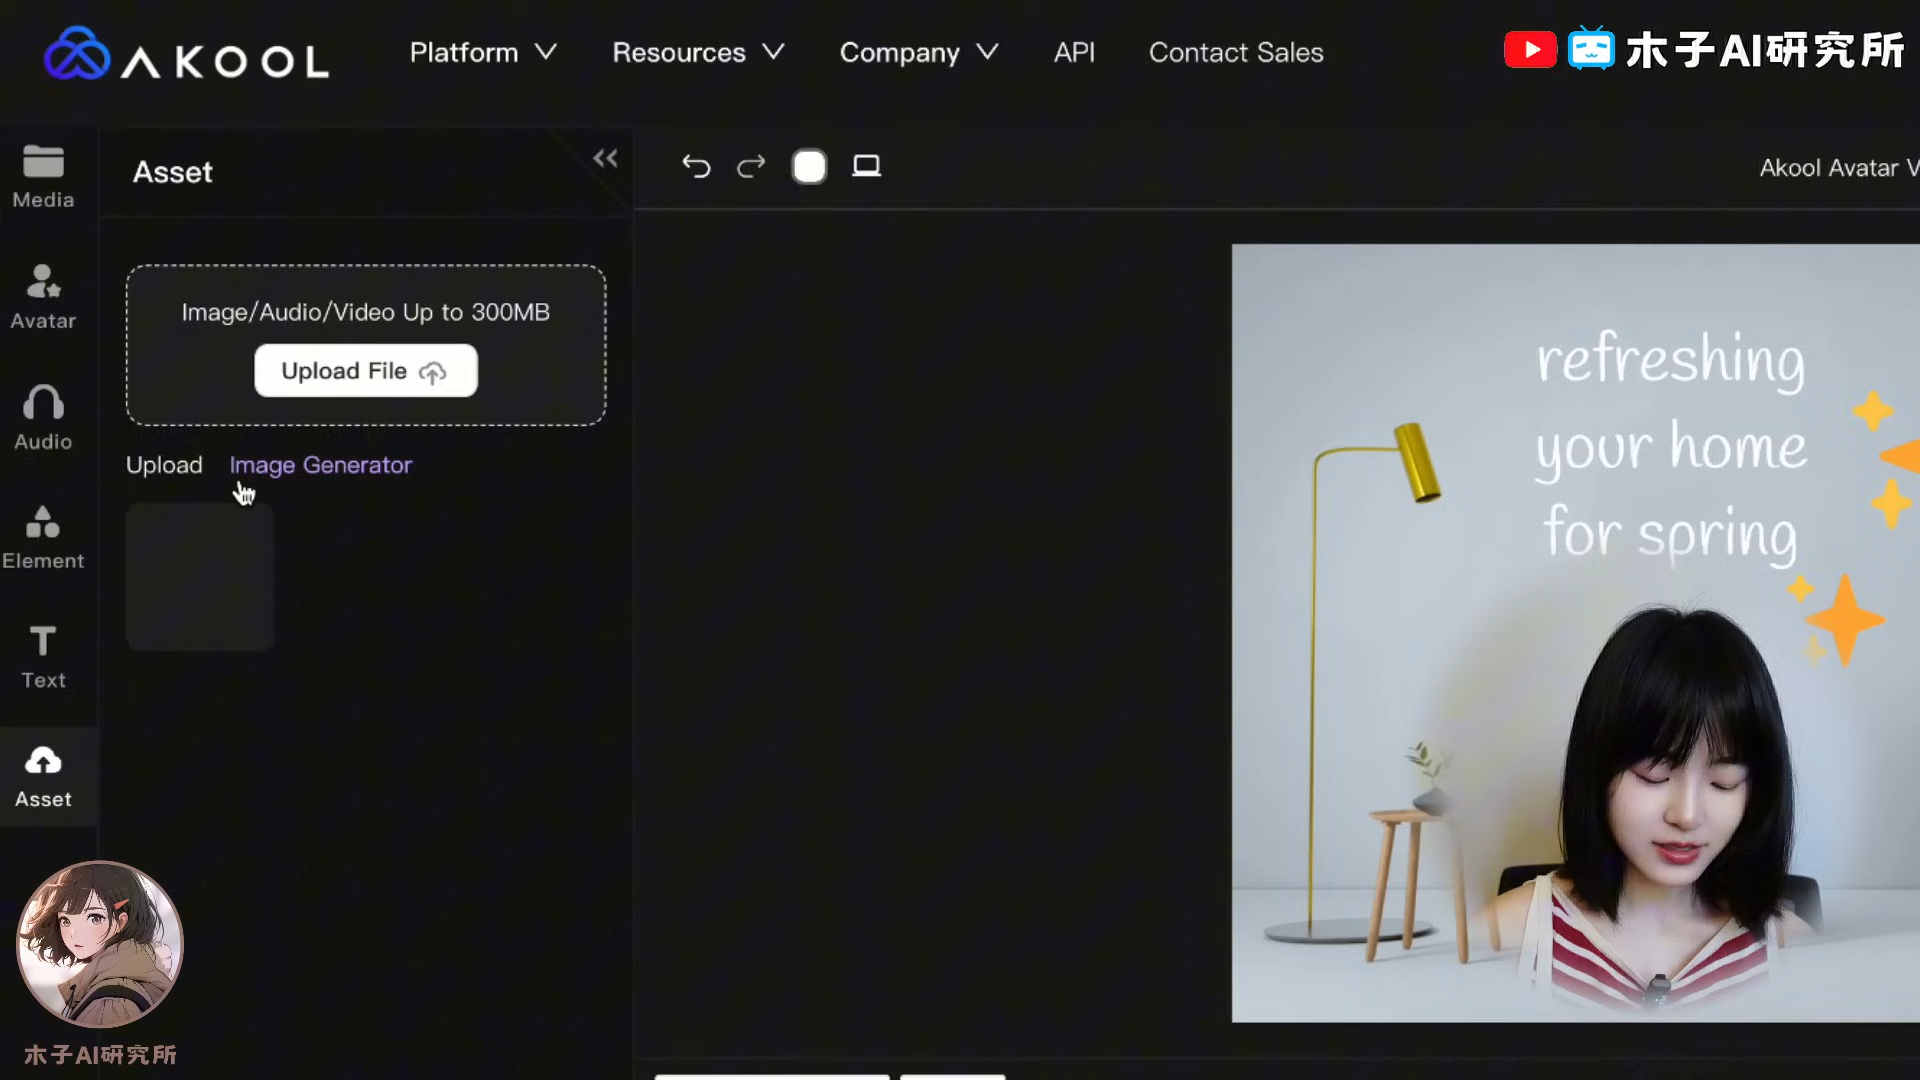 AKOOL
Platform
Resources
Company
API
Contact Sales
木子AI研究所
Media
Avatar
Audio
Element
Text
Asset
Asset
Image/Audio/Video Up to 300MB
Upload File
Upload
Image Generator
Akool Avatar V
refreshing
your home
for spring
木子AI研究所